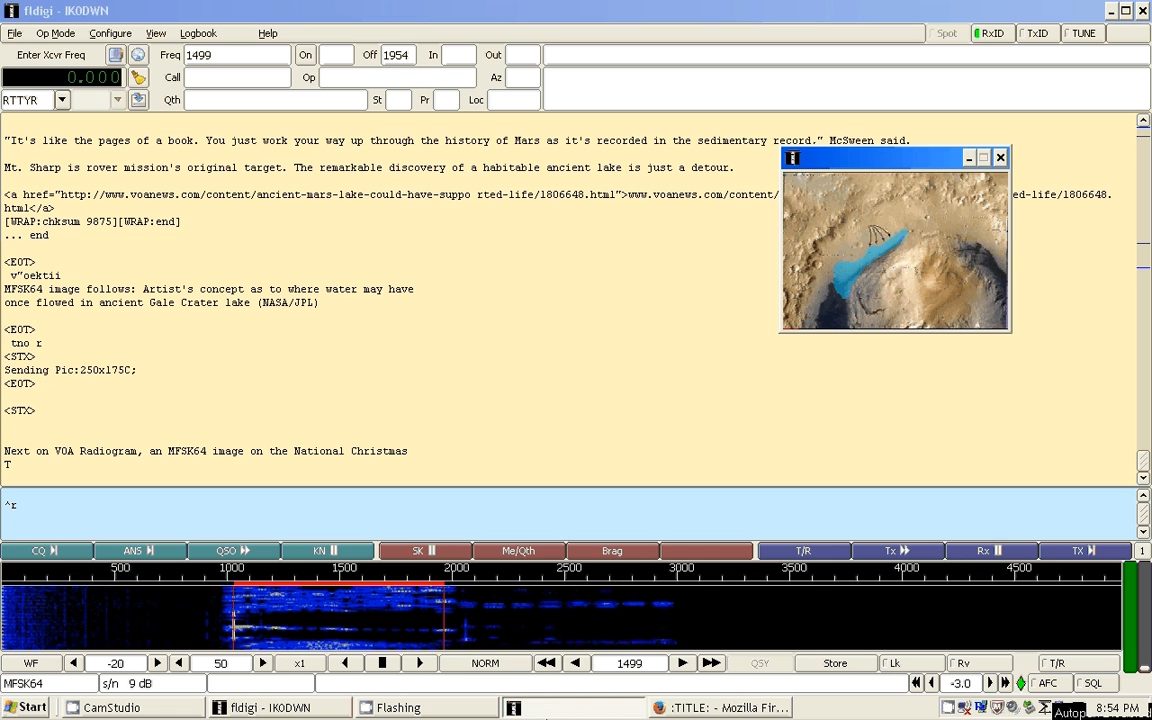 fldigi - IK0DWN
File Op Mode Configure View Logbook Help Spot RxID TxID TUNE
Enter Xcvr Freq Freq 1499 On Off 1954 In Out
0.000 Call Op Az
RTTYR Qth St Pr Loc
"It's like the pages of a book. You just work your way up through the history of Mars as it's recorded in the sedimentary record." McSween said.
Mt. Sharp is rover mission's original target. The remarkable discovery of a habitable ancient lake is just a detour.
<a href="http://www.voanews.com/content/ancient-mars-lake-could-have-suppo rted-life/1806648.html">www.voanews.com/content/ ed-life/1806648.
html</a>
[WRAP:chksum 9875][WRAP:end]
... end
<EOT>
v"oektii
MFSK64 image follows: Artist's concept as to where water may have
once flowed in ancient Gale Crater lake (NASA/JPL)
<EOT>
tno r
<STX>
Sending Pic:250x175C;
<EOT>
<STX>
Next on VOA Radiogram, an MFSK64 image on the National Christmas
T
^r
CQ ANS QSO KN SK Me/Qth Brag T/R Tx Rx TX 1
500 1000 1500 2000 2500 3000 3500 4000 4500
WF -20 50 x1 NORM 1499 QSY Store Lk Rv T/R
MFSK64 s/n 9 dB -3.0 AFC SQL
Start CamStudio fldigi - IK0DWN Flashing :TITLE: - Mozilla Fir... 8:54 PM